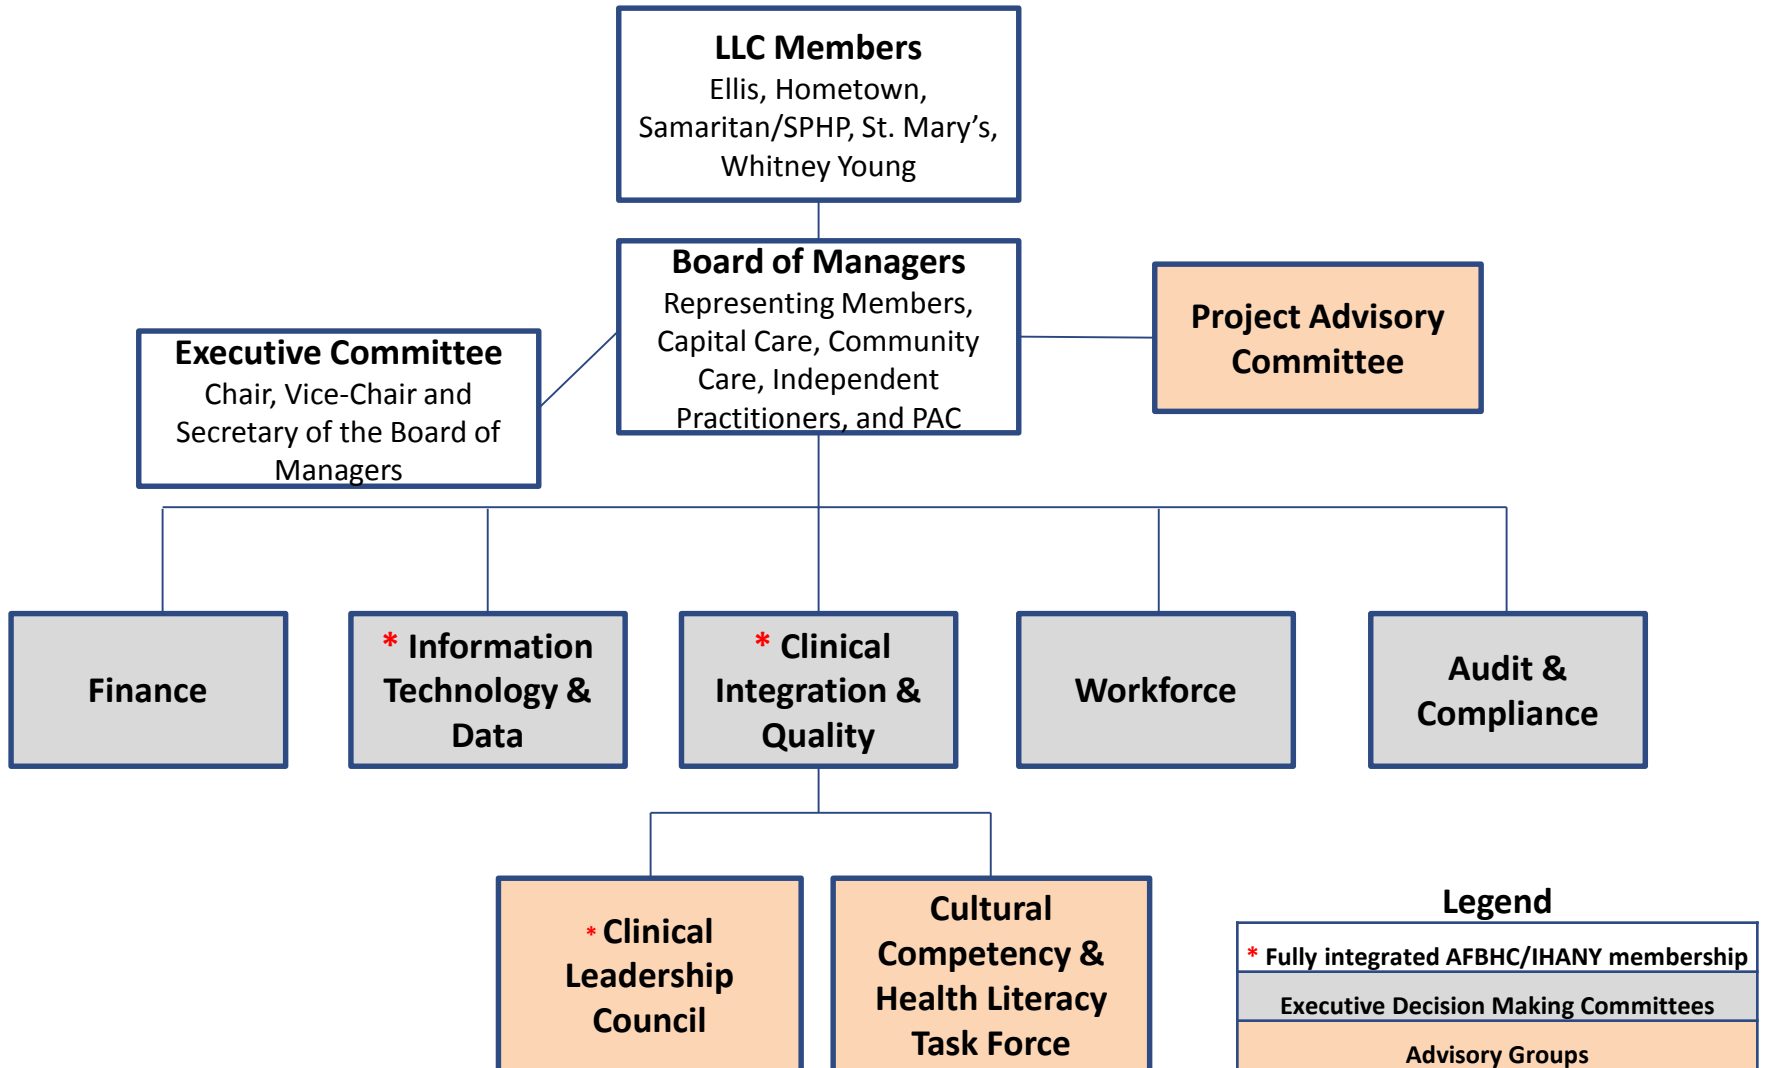 LLC Members
Ellis, Hometown,
Samaritan/SPHP, St. Mary’s,
Whitney Young
Board of Managers
Representing Members,
Capital Care, Community
Care, Independent
Practitioners, and PAC
Project Advisory
Committee
Executive Committee
Chair, Vice-Chair and
Secretary of the Board of
Managers
Finance
* Information
Technology &
Data
* Clinical
Integration &
Quality
Workforce
Audit &
Compliance
* Clinical
Leadership
Council
Cultural
Competency &
Health Literacy
Task Force
Legend
* Fully integrated AFBHC/IHANY membership
Executive Decision Making Committees
Advisory Groups